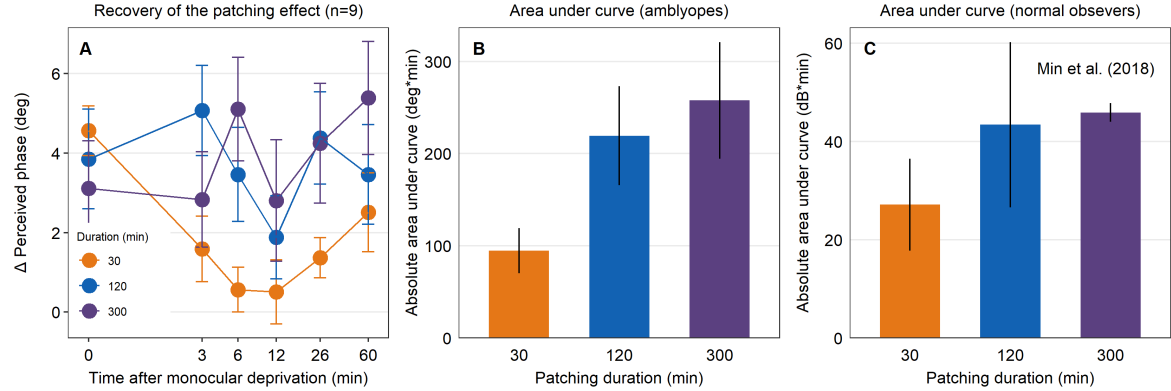 Recovery of the patching effect (n=9)
A
Δ Perceived phase (deg)
6
4
2
0
Duration (min)
30
120
300
0 3 6 12 26 60
Time after monocular deprivation (min)
Area under curve (amblyopes)
B
Absolute area under curve (deg*min)
300
200
100
0
30 120 300
Patching duration (min)
Area under curve (normal obsevers)
C
Min et al. (2018)
Absolute area under curve (dB*min)
60
40
20
0
30 120 300
Patching duration (min)